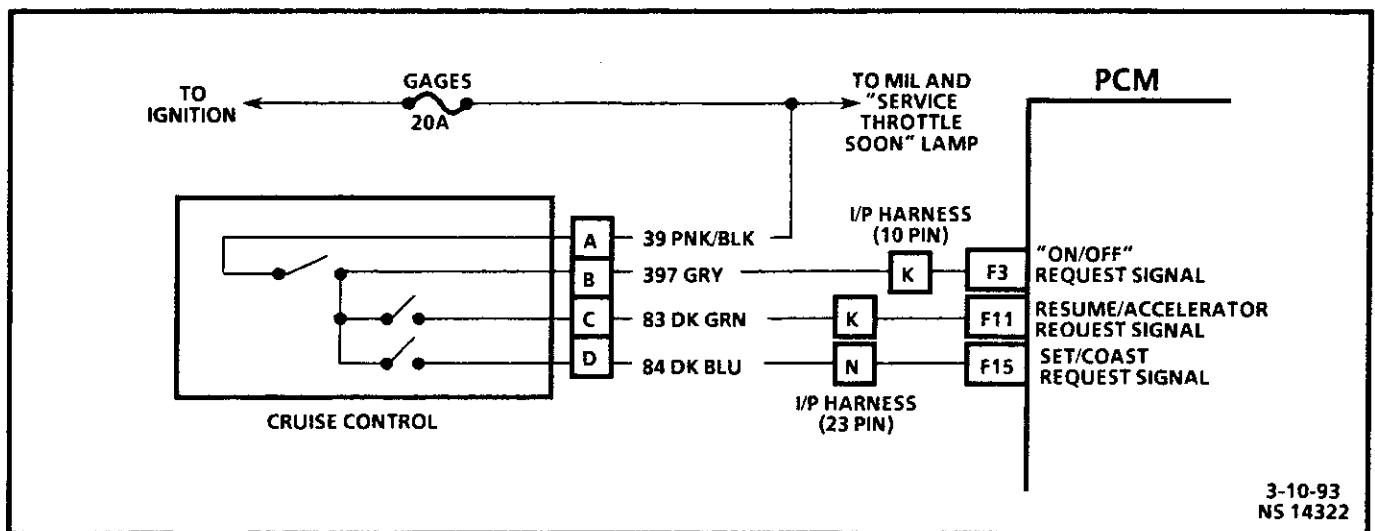 GAGES
TO
IGNITION
20A
TO MIL AND
"SERVICE
THROTTLE
SOON" LAMP
PCM
A
39 PNK/BLK
B
397 GRY
C
83 DK GRN
D
84 DK BLU
CRUISE CONTROL
I/P HARNESS
(10 PIN)
K
K
N
I/P HARNESS
(23 PIN)
F3
"ON/OFF"
REQUEST SIGNAL
F11
RESUME/ACCELERATOR
REQUEST SIGNAL
F15
SET/COAST
REQUEST SIGNAL
3-10-93
NS 14322